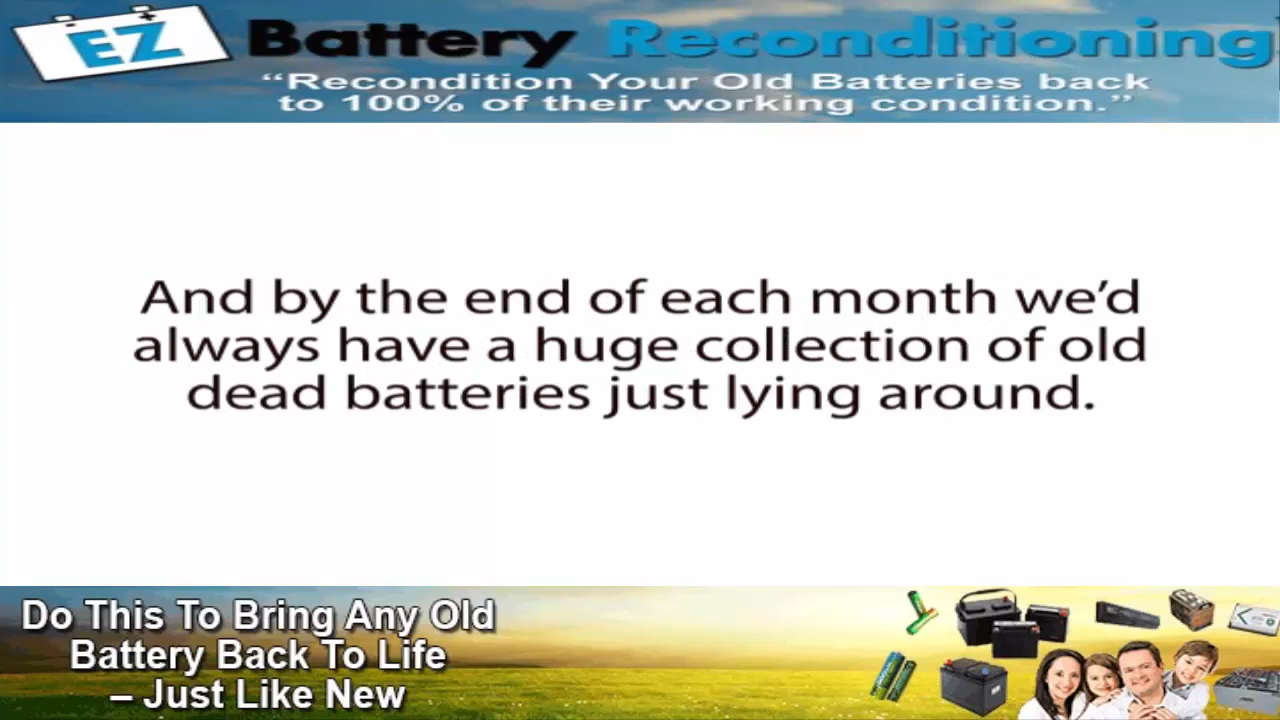 EZ Battery Reconditioning
“Recondition Your Old Batteries back
to 100% of their working condition.”
And by the end of each month we’d
always have a huge collection of old
dead batteries just lying around.
Do This To Bring Any Old
Battery Back To Life
– Just Like New